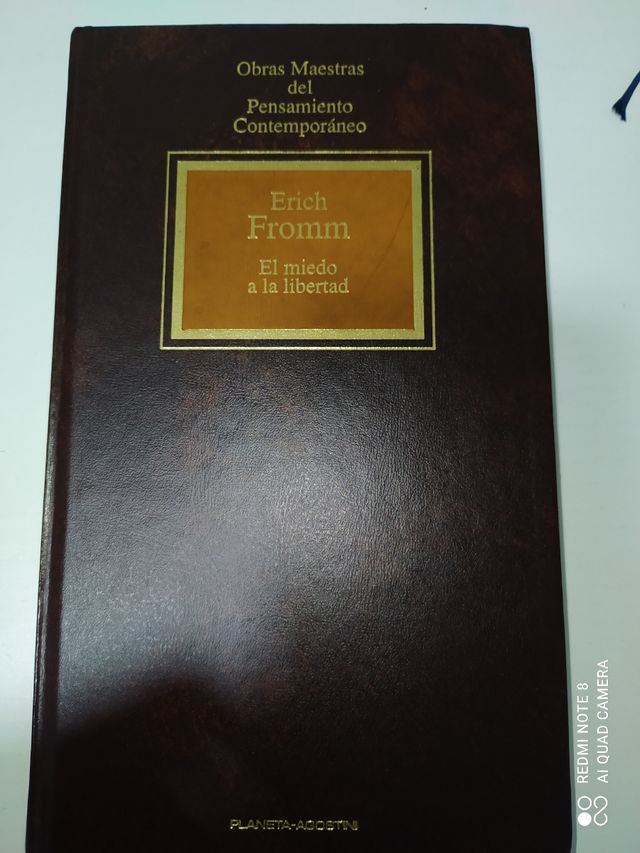 Obras Maestras
del
Pensamiento
Contemporáneo
Erich
Fromm
El miedo
a la libertad
PLANETA-AGOSTINI
REDMI NOTE 8
AI QUAD CAMERA